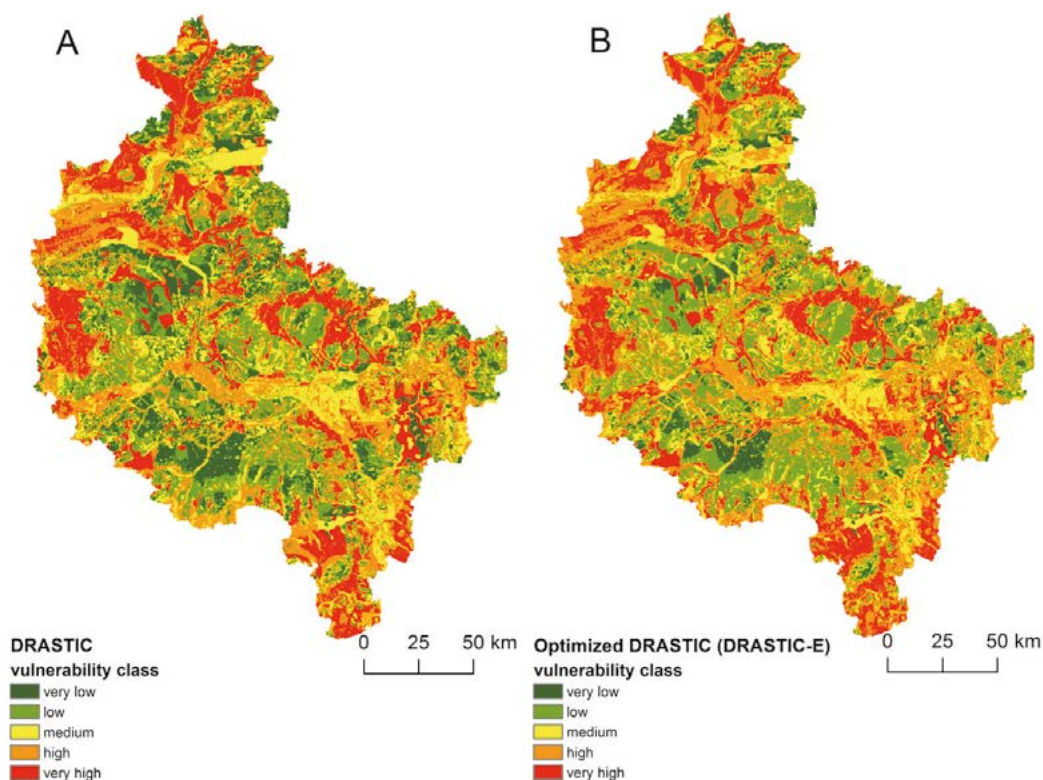 A
B
DRASTIC
vulnerability class
very low
low
medium
high
very high
0 25 50 km
Optimized DRASTIC (DRASTIC-E)
vulnerability class
very low
low
medium
high
very high
0 25 50 km